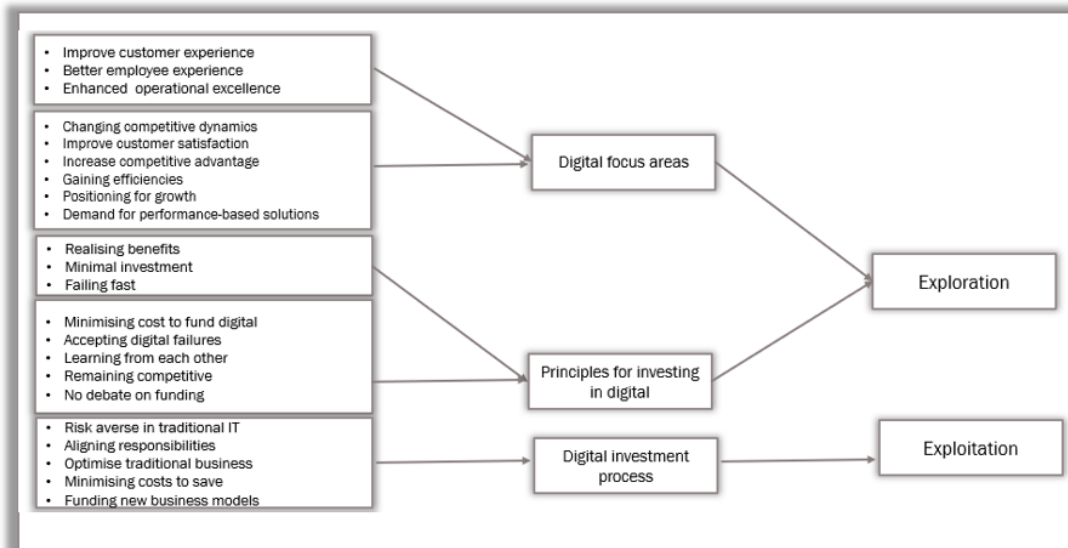 • Improve customer experience
• Better employee experience
• Enhanced operational excellence
• Changing competitive dynamics
• Improve customer satisfaction
• Increase competitive advantage
• Gaining efficiencies
• Positioning for growth
• Demand for performance-based solutions
• Realising benefits
• Minimal investment
• Failing fast
• Minimising cost to fund digital
• Accepting digital failures
• Learning from each other
• Remaining competitive
• No debate on funding
• Risk averse in traditional IT
• Aligning responsibilities
• Optimise traditional business
• Minimising costs to save
• Funding new business models
Digital focus areas
Principles for investing
in digital
Digital investment
process
Exploration
Exploitation